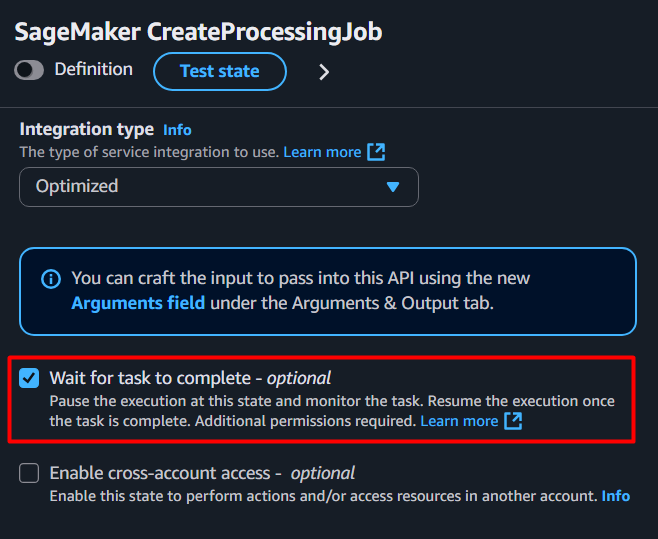 SageMaker CreateProcessingJob
Definition
Test state
Integration type Info
The type of service integration to use. Learn more
Optimized
You can craft the input to pass into this API using the new
Arguments field under the Arguments & Output tab.
Wait for task to complete - optional
Pause the execution at this state and monitor the task. Resume the execution once
the task is complete. Additional permissions required. Learn more
Enable cross-account access - optional
Enable this state to perform actions and/or access resources in another account. Info